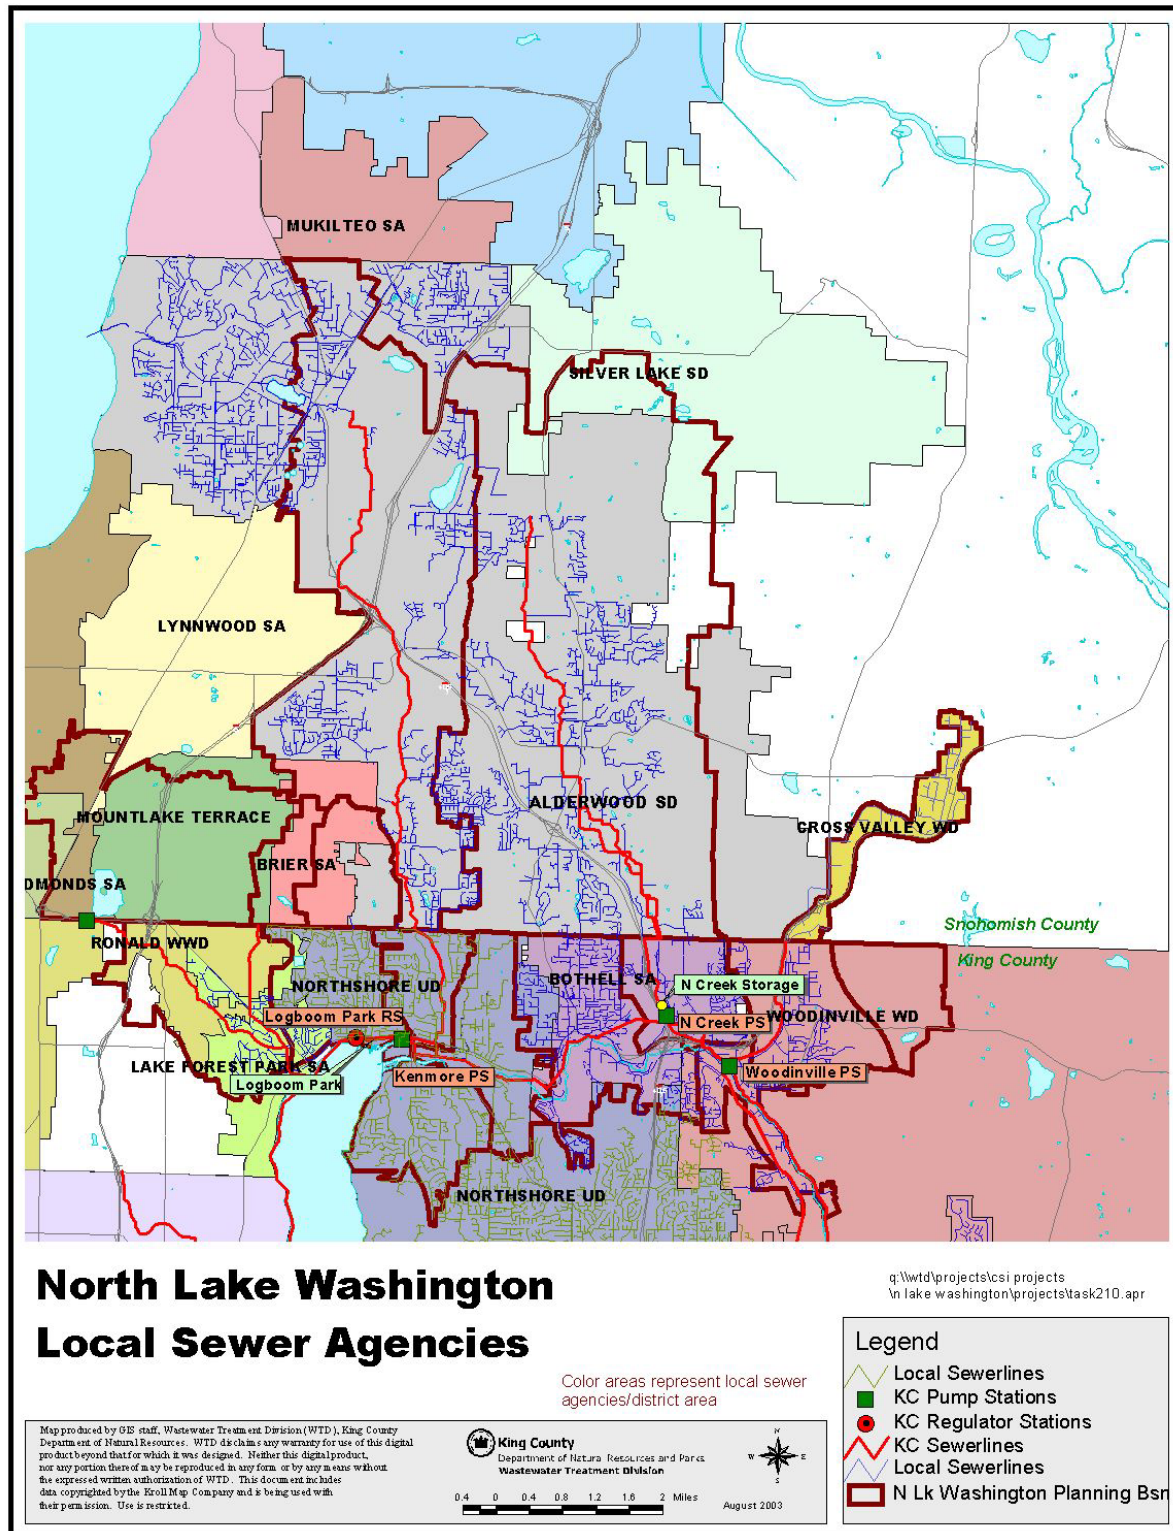 MUKILTEO SA
SILVER LAKE SD
LYNNWOOD SA
ALDERWOOD SD
MOUNTLAKE TERRACE
CROSS VALLEY WD
BRIER SA
DMONDS SA
Snohomish County
RONALD WWD
King County
BOTHELL SA
N Creek Storage
NORTHSHORE UD
Logboom Park RS
N Creek PS
WOODINVILLE WD
LAKE FOREST PARK SA
Logboom Park
Kenmore PS
Woodinville PS
NORTHSHORE UD
North Lake Washington
Local Sewer Agencies
q:\\wtd\projects\csi projects
\n lake washington\projects\task210.apr
Color areas represent local sewer
agencies/district area
Legend
Local Sewerlines
KC Pump Stations
KC Regulator Stations
KC Sewerlines
Local Sewerlines
N Lk Washington Planning Bsn
Map produced by GIS staff, Wastewater Treatment Division (WTD), King County
Department of Natural Resources. WTD disclaims any warranty for use of this digital
product beyond that for which it was designed. Neither this digital product,
nor any portion thereof may be reproduced in any form or by any means without
the expressed written authorization of WTD. This document includes
data copyrighted by the Kroll Map Company and is being used with
their permission. Use is restricted.
King County
Department of Natural Resources and Parks
Wastewater Treatment Division
N
W E
S
0.4 0 0.4 0.8 1.2 1.6 2 Miles
August 2003